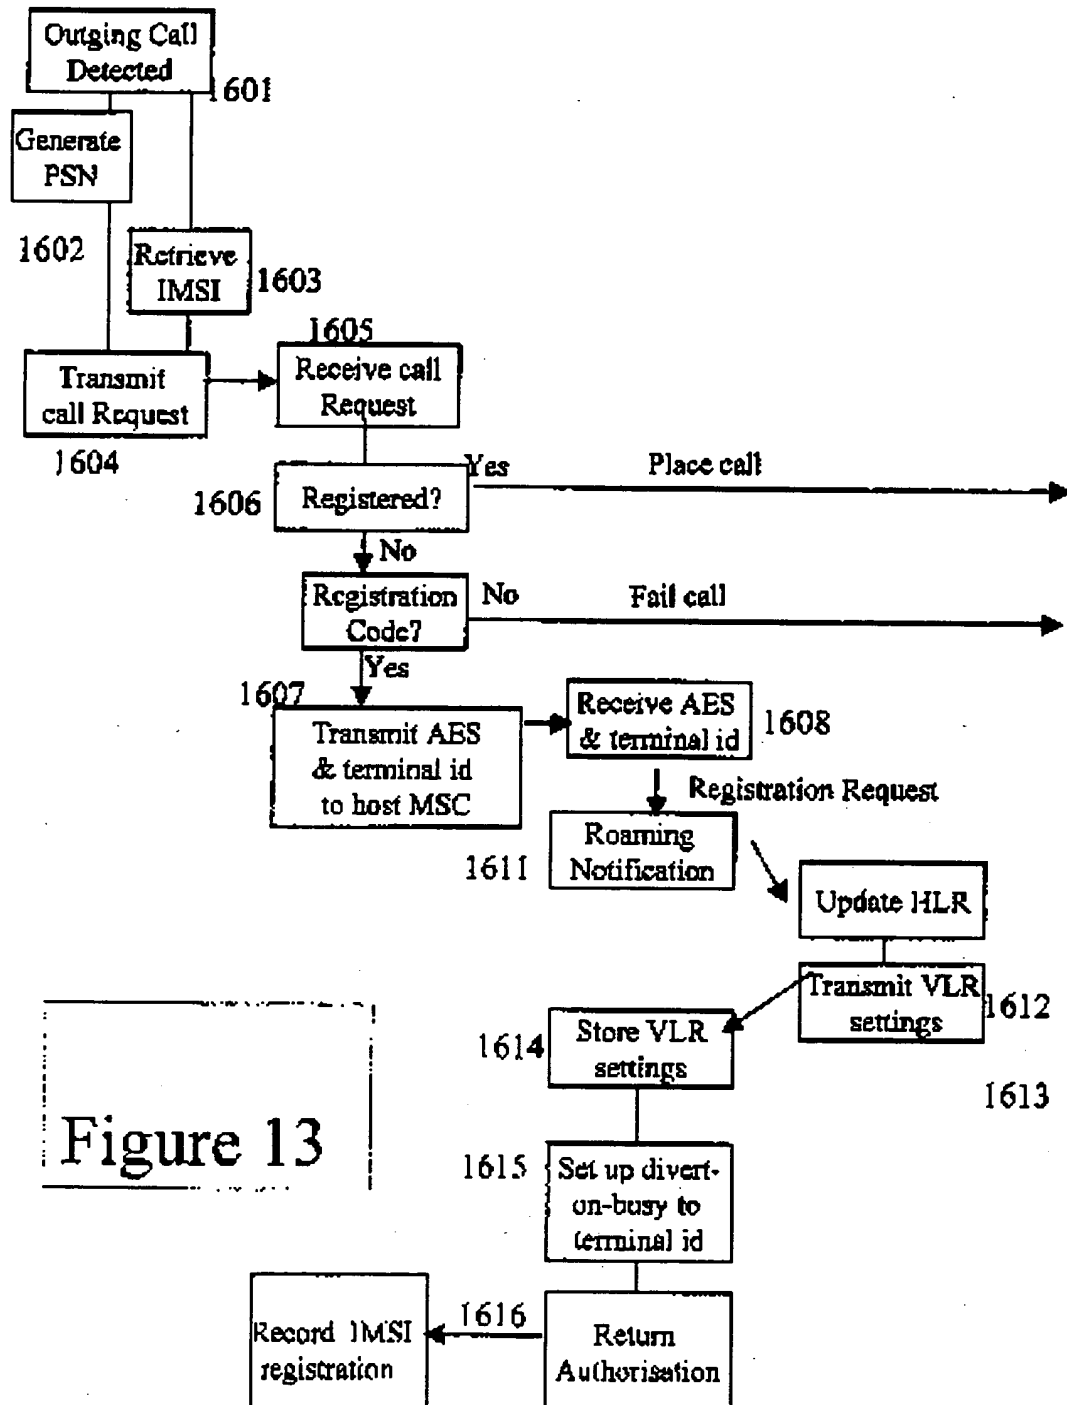 Outging Call
Detected
1601
Generate
PSN
1602
Retrieve
IMSI
1603
1605
Transmit
call Request
1604
Receive call
Request
Yes
Place call
1606
Registered?
No
Registration
Code?
No
Fail call
Yes
1607
Transmit AES
& terminal id
to host MSC
Receive AES
& terminal id
1608
Registration Request
Roaming
Notification
1611
Update HLR
Transmit VLR
settings
1612
1613
1614
Store VLR
settings
Figure 13
1615
Set up divert-
on-busy to
terminal id
1616
Record IMSI
registration
Return
Authorisation